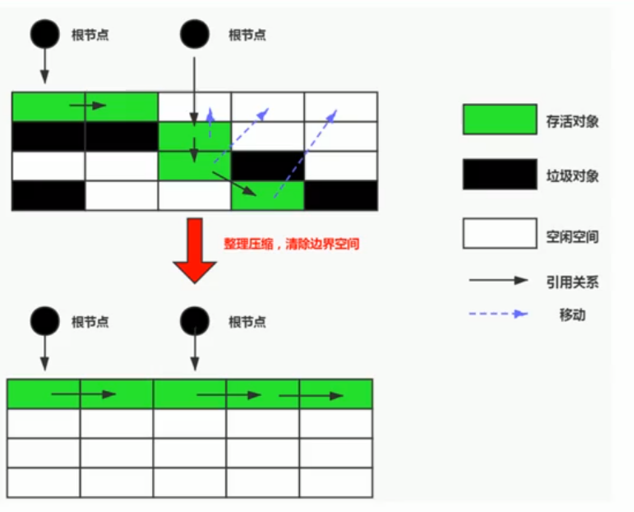 根节点
根节点
存活对象
垃圾对象
空闲空间
引用关系
移动
整理压缩，清除边界空间
根节点
根节点